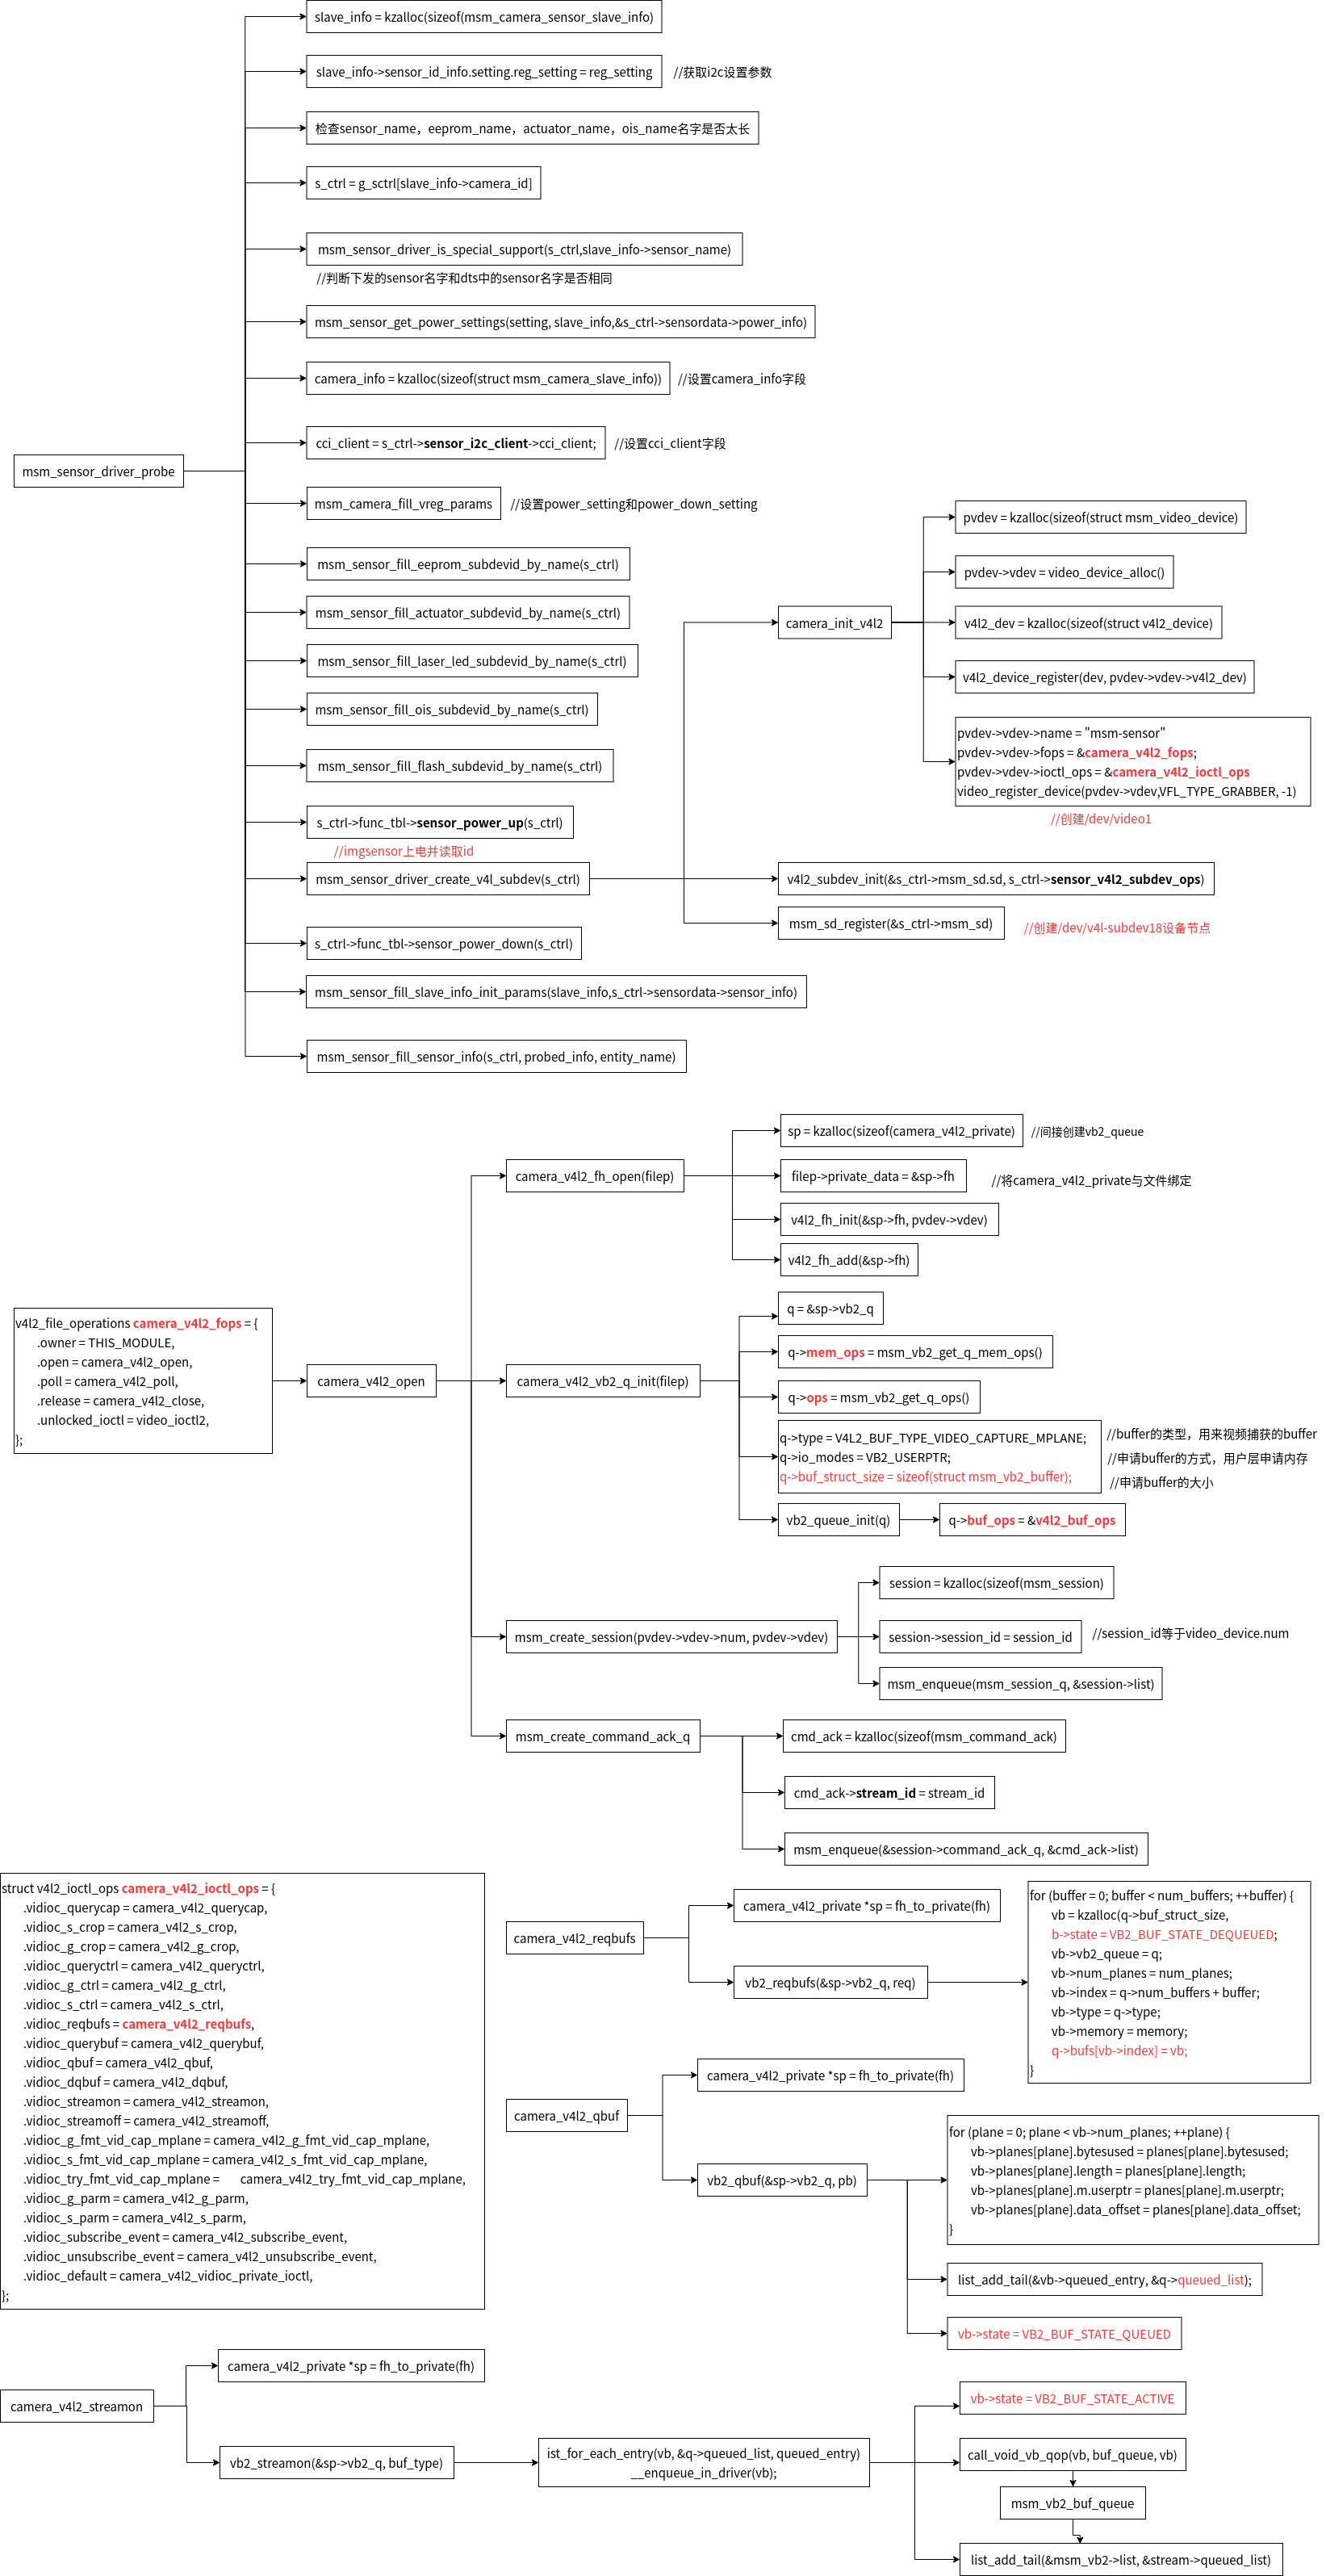 slave_info = kzalloc(sizeof(msm_camera_sensor_slave_info)
slave_info->sensor_id_info.setting.reg_setting = reg_setting //获取i2c设置参数
检查sensor_name，eeprom_name，actuator_name，ois_name名字是否太长
s_ctrl = g_sctrl[slave_info->camera_id]
msm_sensor_driver_is_special_support(s_ctrl,slave_info->sensor_name)
//判断下发的sensor名字和dts中的sensor名字是否相同
msm_sensor_get_power_settings(setting, slave_info,&s_ctrl->sensordata->power_info)
camera_info = kzalloc(sizeof(struct msm_camera_slave_info)) //设置camera_info字段
cci_client = s_ctrl->sensor_i2c_client->cci_client; //设置cci_client字段
msm_sensor_driver_probe
msm_camera_fill_vreg_params //设置power_setting和power_down_setting
msm_sensor_fill_eeprom_subdevid_by_name(s_ctrl)
msm_sensor_fill_actuator_subdevid_by_name(s_ctrl)
msm_sensor_fill_laser_led_subdevid_by_name(s_ctrl)
msm_sensor_fill_ois_subdevid_by_name(s_ctrl)
msm_sensor_fill_flash_subdevid_by_name(s_ctrl)
s_ctrl->func_tbl->sensor_power_up(s_ctrl)
//imgsensor上电并读取id
msm_sensor_driver_create_v4l_subdev(s_ctrl)
s_ctrl->func_tbl->sensor_power_down(s_ctrl)
msm_sensor_fill_slave_info_init_params(slave_info,s_ctrl->sensordata->sensor_info)
msm_sensor_fill_sensor_info(s_ctrl, probed_info, entity_name)
camera_init_v4l2
pvdev = kzalloc(sizeof(struct msm_video_device)
pvdev->vdev = video_device_alloc()
v4l2_dev = kzalloc(sizeof(struct v4l2_device)
v4l2_device_register(dev, pvdev->vdev->v4l2_dev)
pvdev->vdev->name = "msm-sensor"
pvdev->vdev->fops = &camera_v4l2_fops;
pvdev->vdev->ioctl_ops = &camera_v4l2_ioctl_ops
video_register_device(pvdev->vdev,VFL_TYPE_GRABBER, -1)
//创建/dev/video1
v4l2_subdev_init(&s_ctrl->msm_sd.sd, s_ctrl->sensor_v4l2_subdev_ops)
msm_sd_register(&s_ctrl->msm_sd) //创建/dev/v4l-subdev18设备节点
v4l2_file_operations camera_v4l2_fops = {
.owner = THIS_MODULE,
.open = camera_v4l2_open,
.poll = camera_v4l2_poll,
.release = camera_v4l2_close,
.unlocked_ioctl = video_ioctl2,
};
camera_v4l2_open
camera_v4l2_fh_open(filep)
sp = kzalloc(sizeof(camera_v4l2_private) //间接创建vb2_queue
filep->private_data = &sp->fh //将camera_v4l2_private与文件绑定
v4l2_fh_init(&sp->fh, pvdev->vdev)
v4l2_fh_add(&sp->fh)
camera_v4l2_vb2_q_init(filep)
q = &sp->vb2_q
q->mem_ops = msm_vb2_get_q_mem_ops()
q->ops = msm_vb2_get_q_ops()
q->type = V4L2_BUF_TYPE_VIDEO_CAPTURE_MPLANE; //buffer的类型，用来视频捕获的buffer
q->io_modes = VB2_USERPTR; //申请buffer的方式，用户层申请内存
q->buf_struct_size = sizeof(struct msm_vb2_buffer); //申请buffer的大小
vb2_queue_init(q)
q->buf_ops = &v4l2_buf_ops
msm_create_session(pvdev->vdev->num, pvdev->vdev)
session = kzalloc(sizeof(msm_session)
session->session_id = session_id //session_id等于video_device.num
msm_enqueue(msm_session_q, &session->list)
msm_create_command_ack_q
cmd_ack = kzalloc(sizeof(msm_command_ack)
cmd_ack->stream_id = stream_id
msm_enqueue(&session->command_ack_q, &cmd_ack->list)
struct v4l2_ioctl_ops camera_v4l2_ioctl_ops = {
.vidioc_querycap = camera_v4l2_querycap,
.vidioc_s_crop = camera_v4l2_s_crop,
.vidioc_g_crop = camera_v4l2_g_crop,
.vidioc_queryctrl = camera_v4l2_queryctrl,
.vidioc_g_ctrl = camera_v4l2_g_ctrl,
.vidioc_s_ctrl = camera_v4l2_s_ctrl,
.vidioc_reqbufs = camera_v4l2_reqbufs,
.vidioc_querybuf = camera_v4l2_querybuf,
.vidioc_qbuf = camera_v4l2_qbuf,
.vidioc_dqbuf = camera_v4l2_dqbuf,
.vidioc_streamon = camera_v4l2_streamon,
.vidioc_streamoff = camera_v4l2_streamoff,
.vidioc_g_fmt_vid_cap_mplane = camera_v4l2_g_fmt_vid_cap_mplane,
.vidioc_s_fmt_vid_cap_mplane = camera_v4l2_s_fmt_vid_cap_mplane,
.vidioc_try_fmt_vid_cap_mplane = camera_v4l2_try_fmt_vid_cap_mplane,
.vidioc_g_parm = camera_v4l2_g_parm,
.vidioc_s_parm = camera_v4l2_s_parm,
.vidioc_subscribe_event = camera_v4l2_subscribe_event,
.vidioc_unsubscribe_event = camera_v4l2_unsubscribe_event,
.vidioc_default = camera_v4l2_vidioc_private_ioctl,
};
camera_v4l2_reqbufs
camera_v4l2_private *sp = fh_to_private(fh)
vb2_reqbufs(&sp->vb2_q, req)
for (buffer = 0; buffer < num_buffers; ++buffer) {
vb = kzalloc(q->buf_struct_size,
b->state = VB2_BUF_STATE_DEQUEUED;
vb->vb2_queue = q;
vb->num_planes = num_planes;
vb->index = q->num_buffers + buffer;
vb->type = q->type;
vb->memory = memory;
q->bufs[vb->index] = vb;
}
camera_v4l2_qbuf
camera_v4l2_private *sp = fh_to_private(fh)
vb2_qbuf(&sp->vb2_q, pb)
for (plane = 0; plane < vb->num_planes; ++plane) {
vb->planes[plane].bytesused = planes[plane].bytesused;
vb->planes[plane].length = planes[plane].length;
vb->planes[plane].m.userptr = planes[plane].m.userptr;
vb->planes[plane].data_offset = planes[plane].data_offset;
}
list_add_tail(&vb->queued_entry, &q->queued_list);
vb->state = VB2_BUF_STATE_QUEUED
camera_v4l2_streamon
camera_v4l2_private *sp = fh_to_private(fh)
vb2_streamon(&sp->vb2_q, buf_type)
ist_for_each_entry(vb, &q->queued_list, queued_entry)
__enqueue_in_driver(vb);
vb->state = VB2_BUF_STATE_ACTIVE
call_void_vb_qop(vb, buf_queue, vb)
msm_vb2_buf_queue
list_add_tail(&msm_vb2->list, &stream->queued_list)